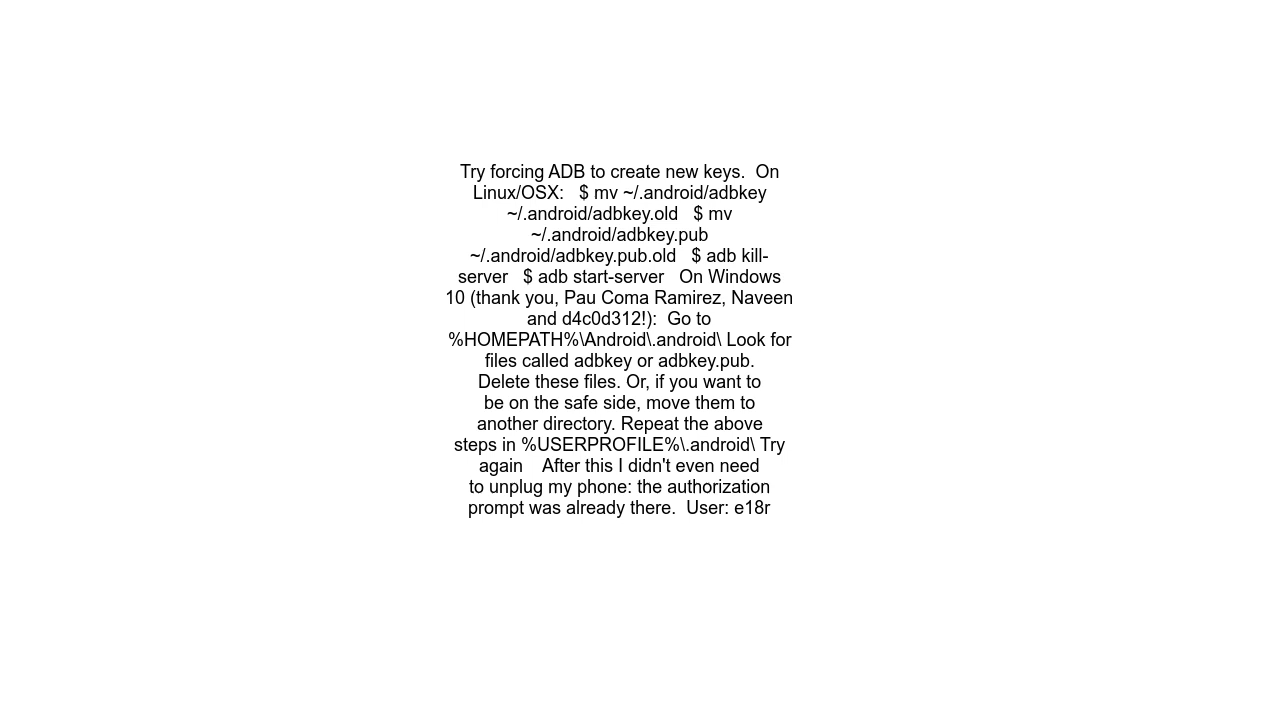 Try forcing ADB to create new keys.  On
Linux/OSX:   $ mv ~/.android/adbkey
~/.android/adbkey.old   $ mv
~/.android/adbkey.pub
~/.android/adbkey.pub.old   $ adb kill-
server   $ adb start-server   On Windows
10 (thank you, Pau Coma Ramirez, Naveen
and d4c0d312!):  Go to
%HOMEPATH%\Android\.android\ Look for
files called adbkey or adbkey.pub.
Delete these files. Or, if you want to
be on the safe side, move them to
another directory. Repeat the above
steps in %USERPROFILE%\.android\ Try
again    After this I didn't even need
to unplug my phone: the authorization
prompt was already there.  User: e18r